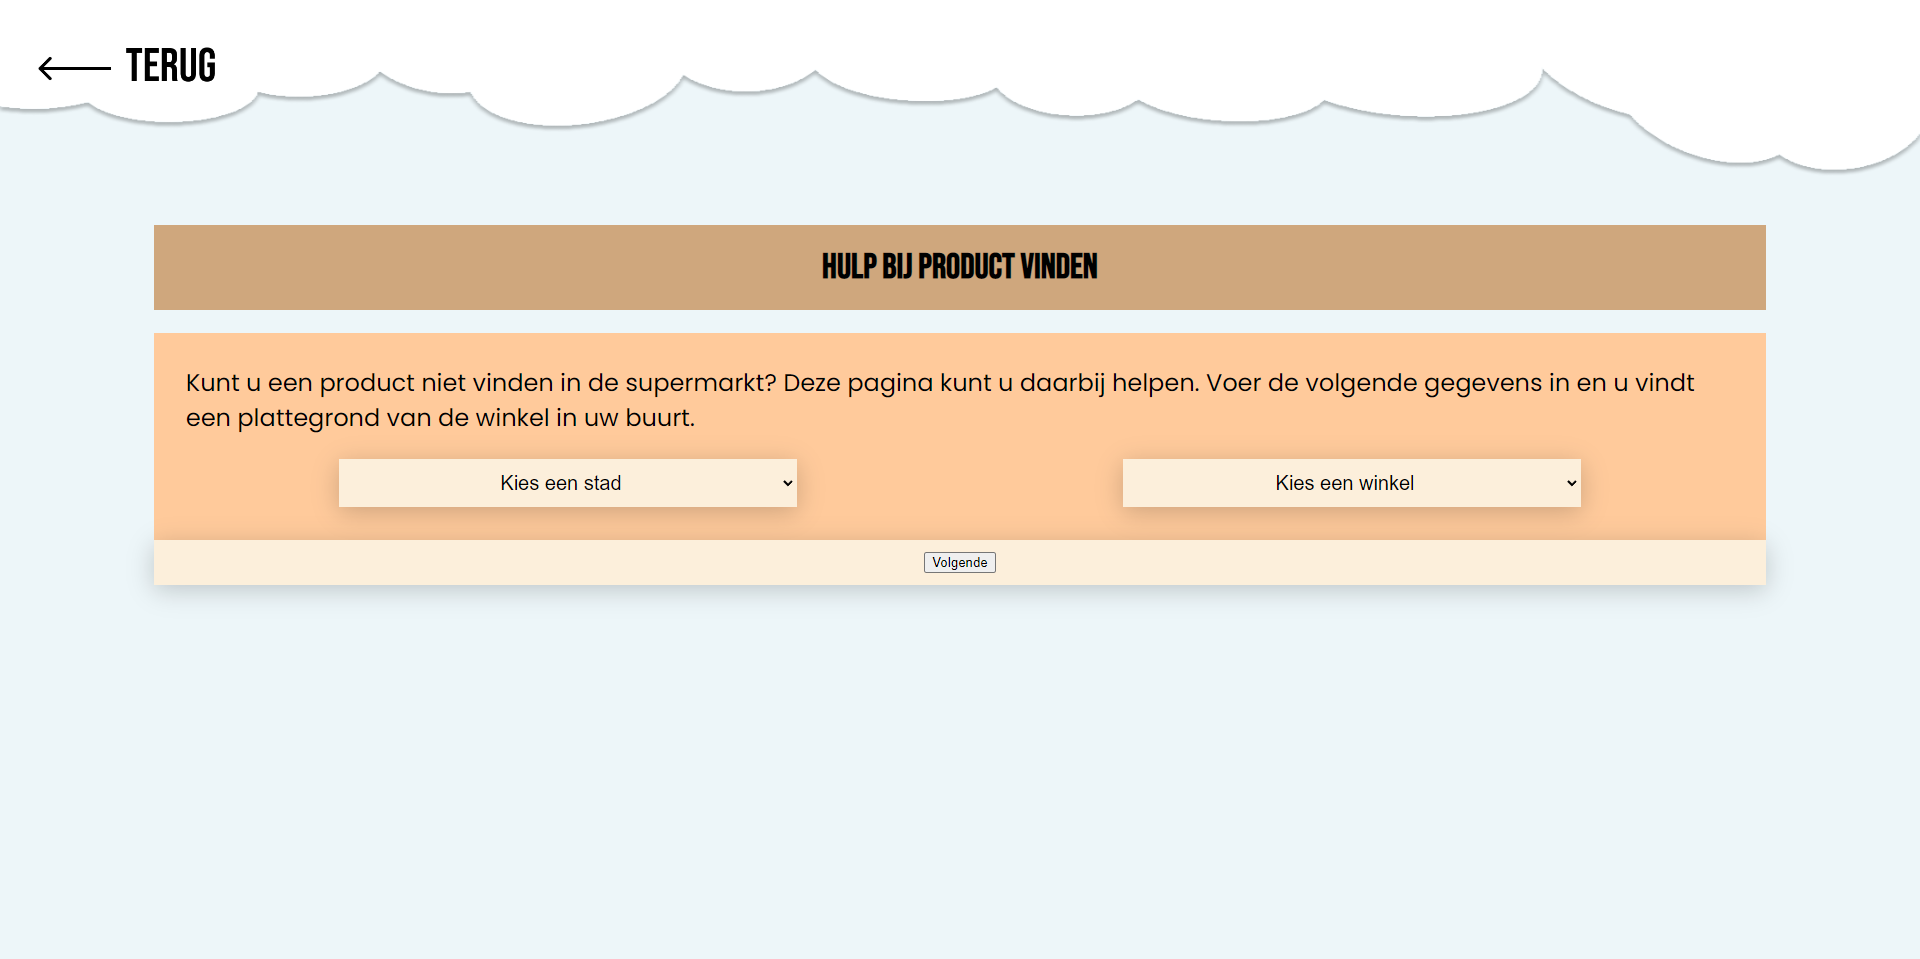 TERUG
HULP BIJ PRODUCT VINDEN
Kunt u een product niet vinden in de supermarkt? Deze pagina kunt u daarbij helpen. Voer de volgende gegevens in en u vindt
een plattegrond van de winkel in uw buurt.
Kies een stad
Kies een winkel
Volgende